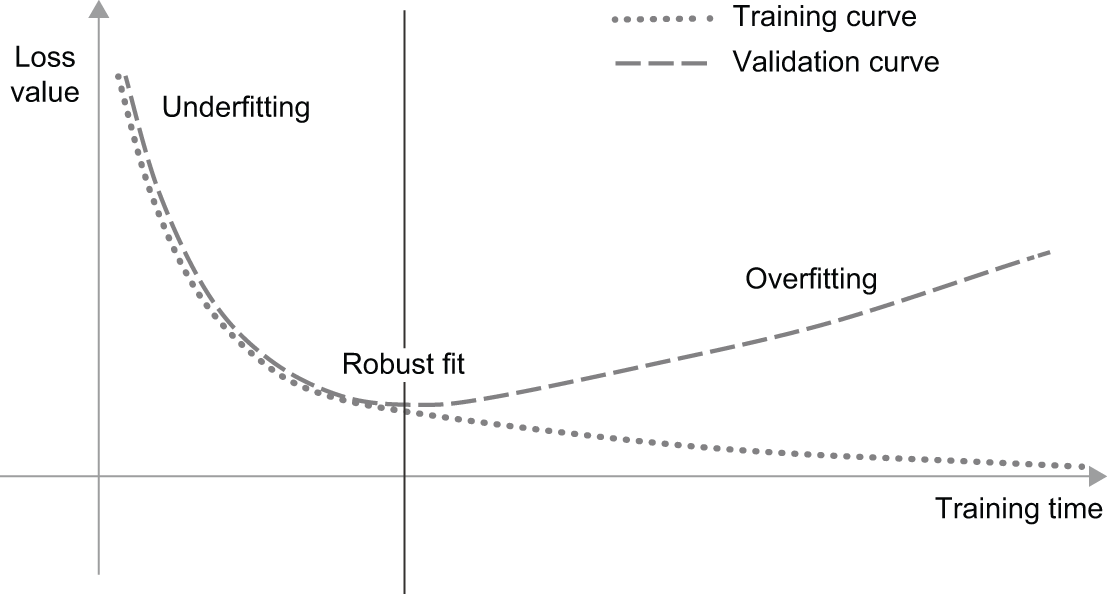 Loss
value
Training curve
Validation curve
Underfitting
Overfitting
Robust fit
Training time